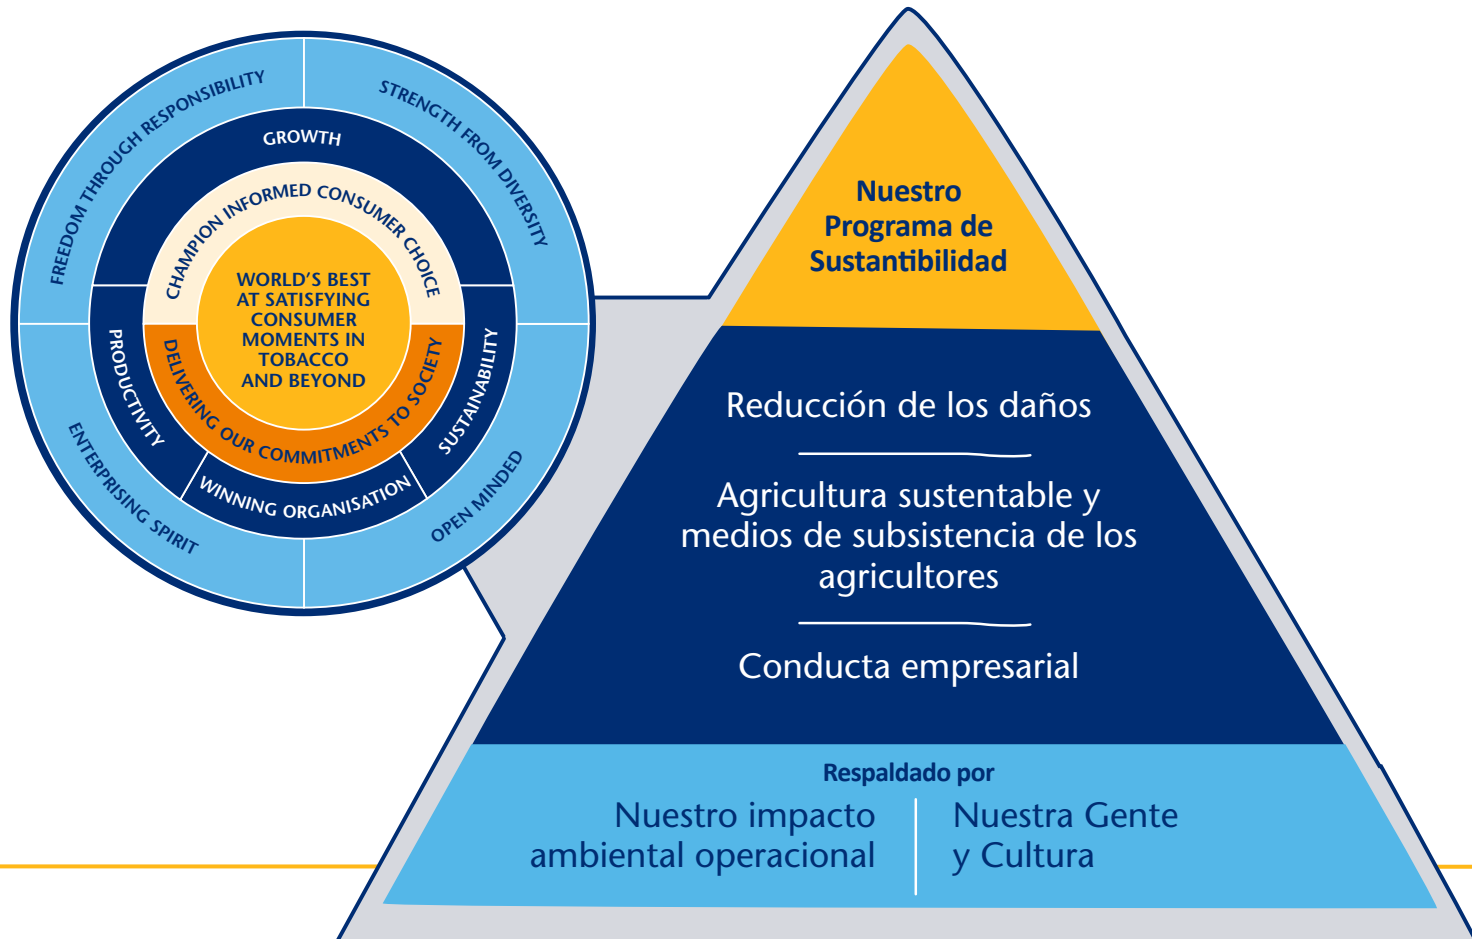 FREEDOM THROUGH RESPONSIBILITY
STRENGTH FROM DIVERSITY
GROWTH
CHAMPION INFORMED CONSUMER CHOICE
WORLD'S BEST
AT SATISFYING
CONSUMER
MOMENTS IN
TOBACCO
AND BEYOND
DELIVERING OUR COMMITMENTS TO SOCIETY
PRODUCTIVITY
SUSTAINABILITY
WINNING ORGANISATION
ENTERPRISING SPIRIT
OPEN MINDED
Nuestro
Programa de
Sustantibilidad
Reducción de los daños
Agricultura sustentable y
medios de subsistencia de los
agricultores
Conducta empresarial
Respaldado por
Nuestro impacto
ambiental operacional
Nuestra Gente
y Cultura